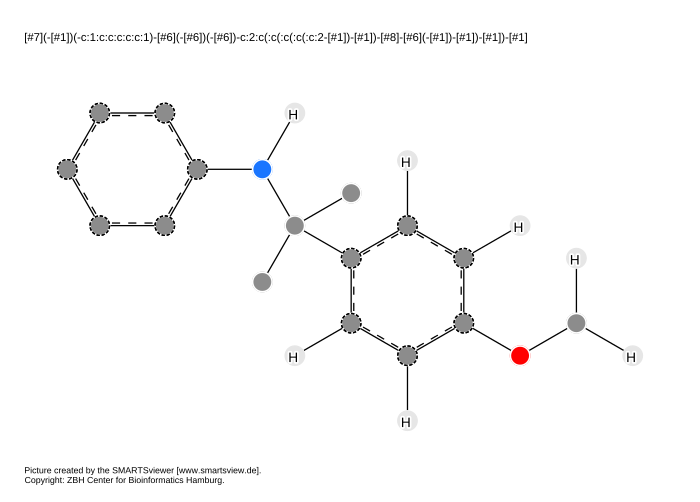 [#7](-[#1])(-c:1:c:c:c:c:c:1)-[#6](-[#6])(-[#6])-c:2:c(:c(:c(:c(:c:2-[#1])-[#1])-[#8]-[#6](-[#1])-[#1])-[#1])-[#1]
H
H
H
H
H
H
H
Picture created by the SMARTSviewer [www.smartsview.de].
Copyright: ZBH Center for Bioinformatics Hamburg.